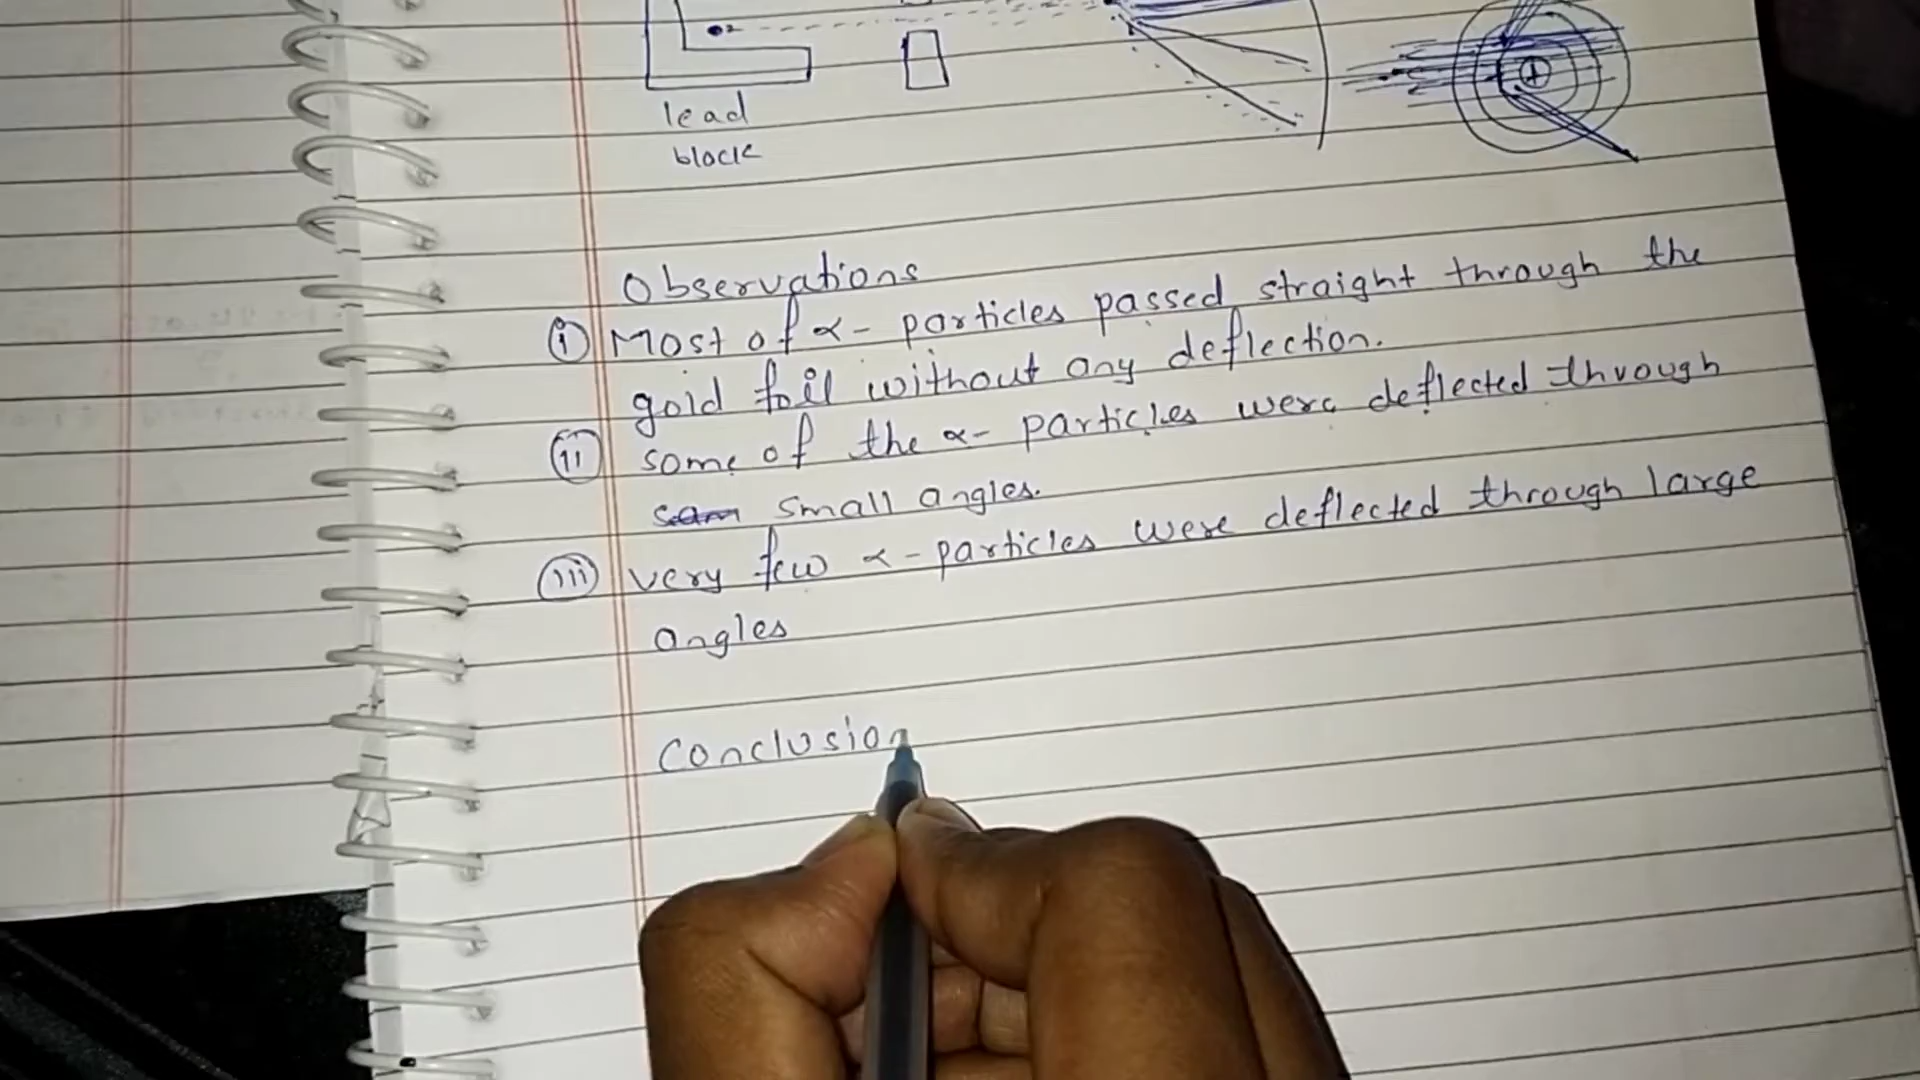 lead
block
Observations
(i) Most of α- particles passed straight through the
gold foil without any deflection.
(ii) some of the α- particles were deflected through
sam small angles.
(iii) very few α-particles were deflected through large
angles
Conclusion